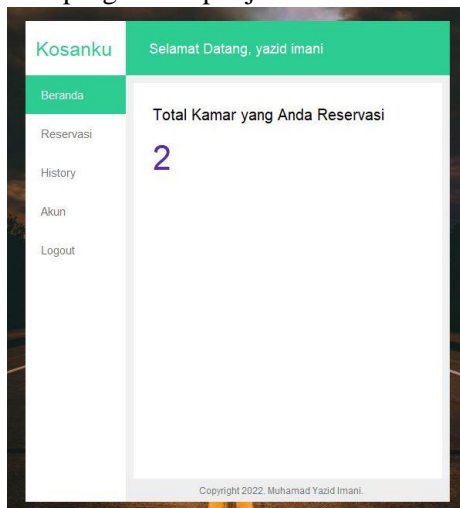 Kosanku
Selamat Datang, yazid imani
Beranda
Reservasi
History
Akun
Logout
Total Kamar yang Anda Reservasi
2
Copyright 2022. Muhamad Yazid Imani.